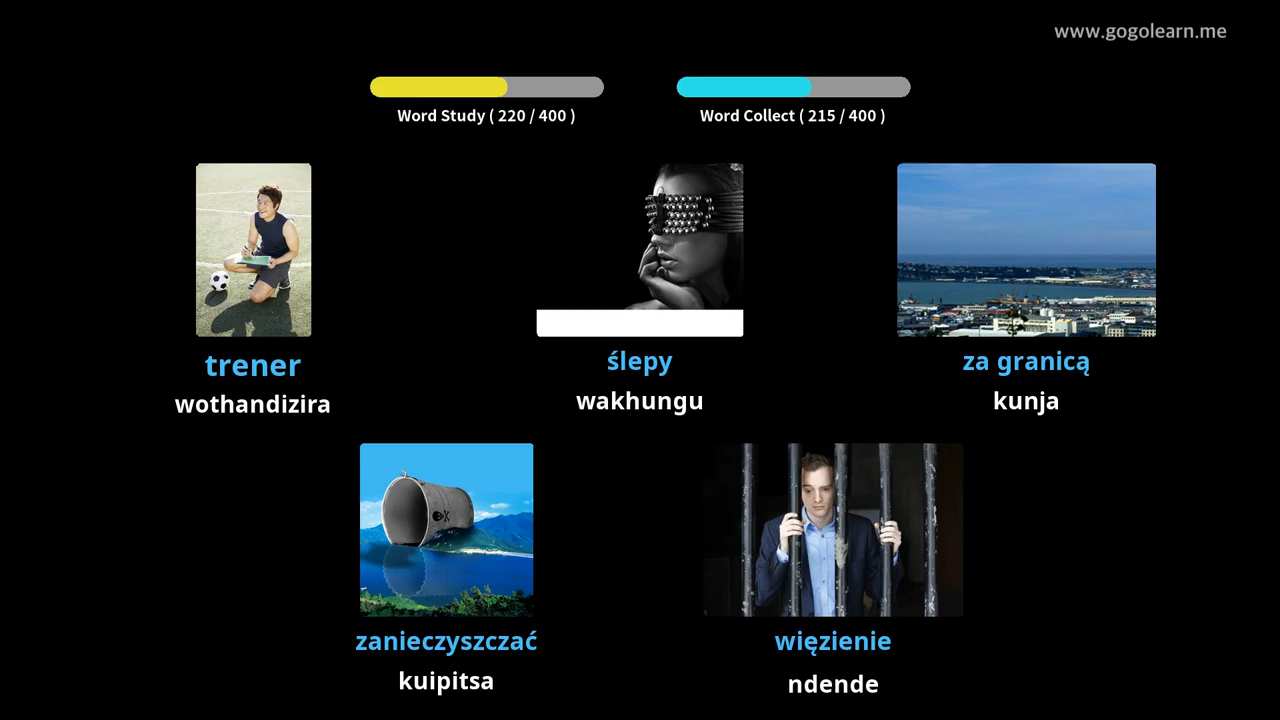 www.gogolearn.me
Word Study ( 220 / 400 )
Word Collect ( 215 / 400 )
trener
wothandizira
ślepy
wakhungu
za granicą
kunja
zanieczyszczać
kuipitsa
więzienie
ndende